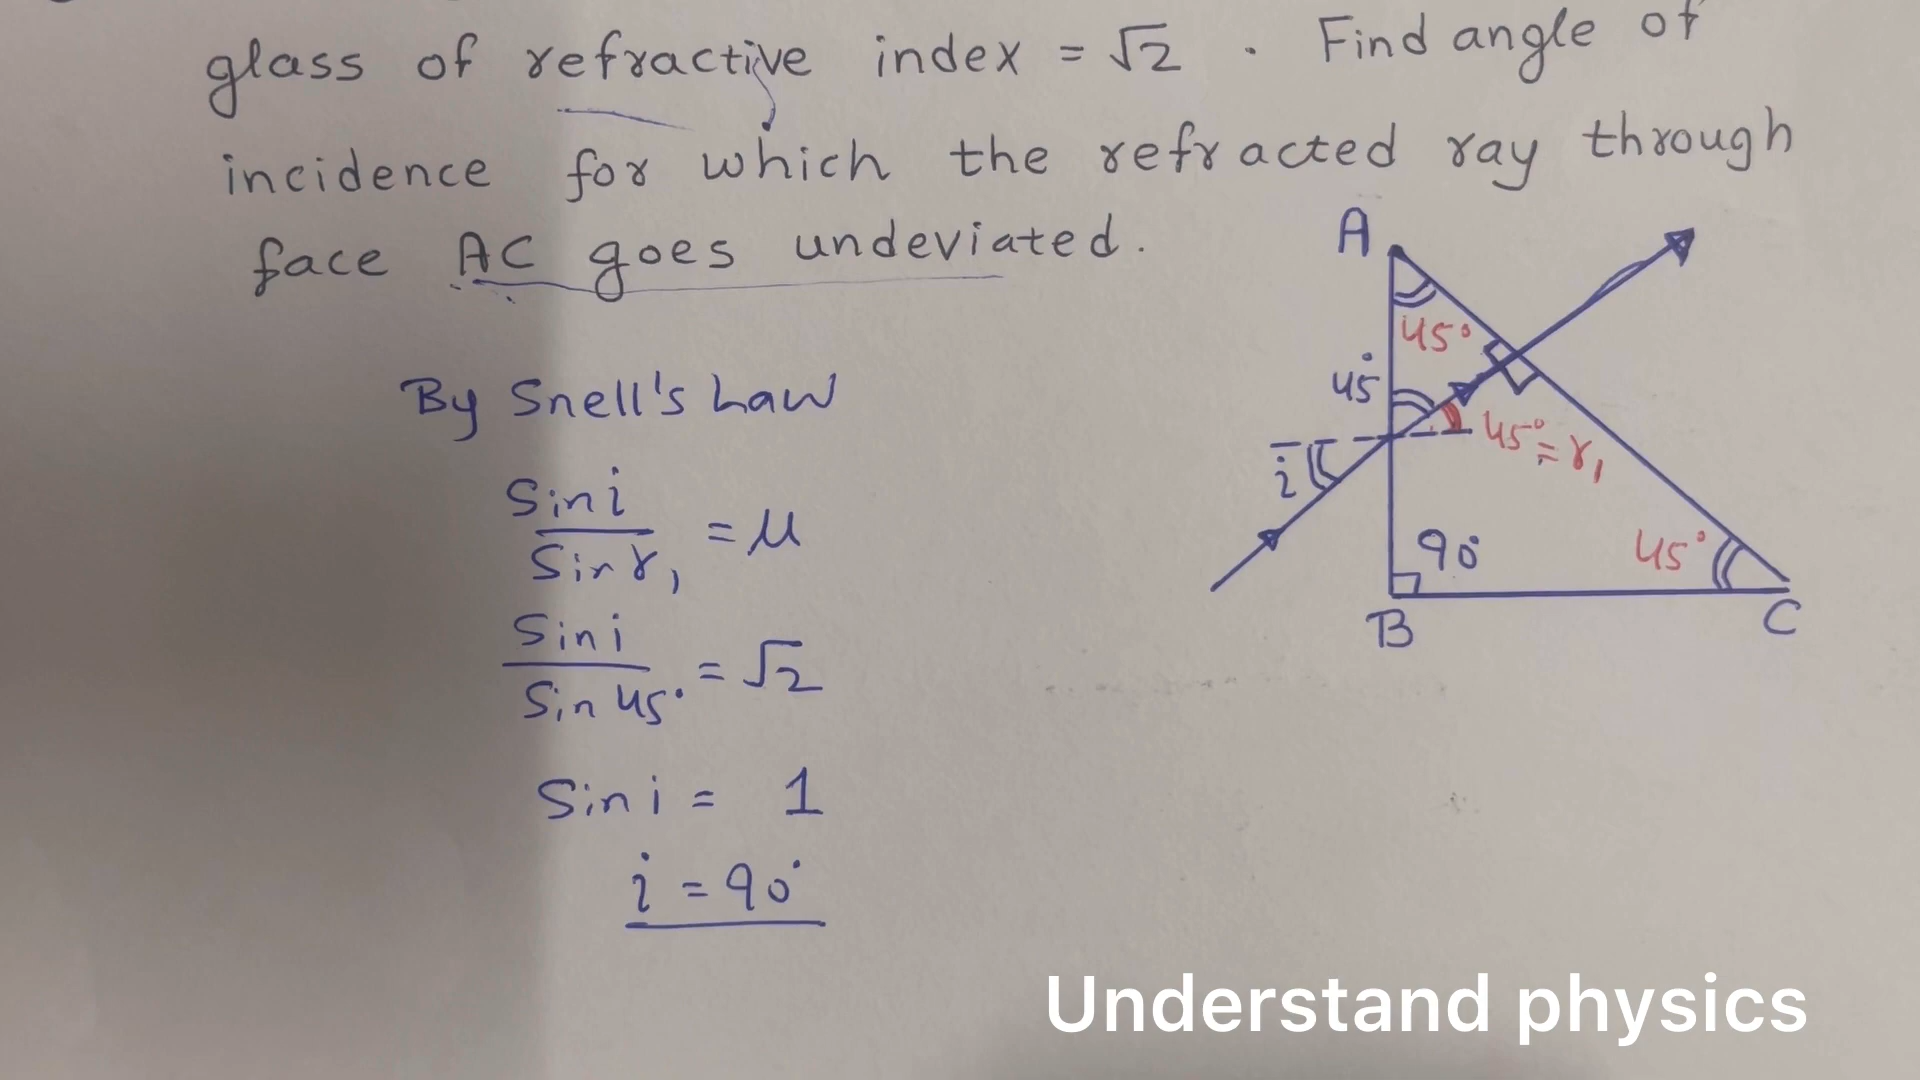 glass of refractive index = √2 . Find angle of
incidence for which the refracted ray through
face AC goes undeviated.
A
45°
45°
45° = r₁
i
90°
45°
B
C
By Snell's Law
Sin i / Sin r₁ = μ
Sin i / Sin 45° = √2
Sin i = 1
i = 90°
Understand physics